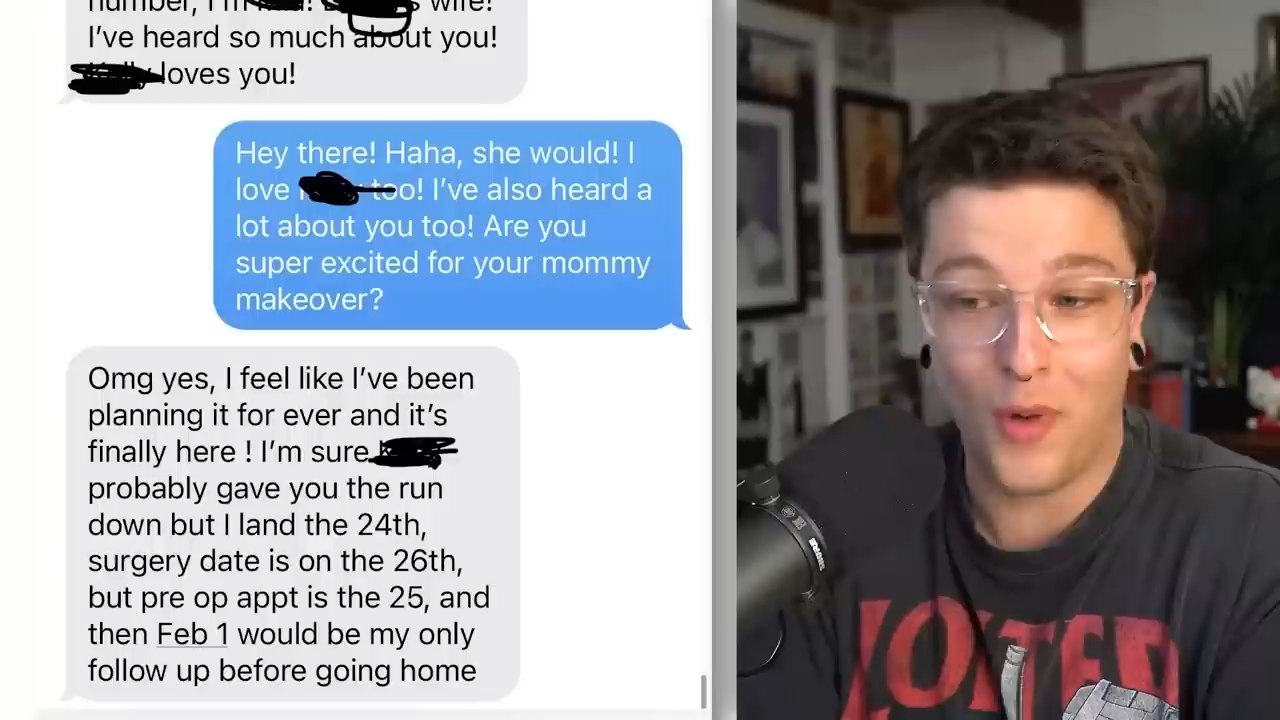 number, I'm wife!
I've heard so much about you!
loves you!
Hey there! Haha, she would! I
love too! I've also heard a
lot about you too! Are you
super excited for your mommy
makeover?
Omg yes, I feel like I've been
planning it for ever and it's
finally here ! I'm sure
probably gave you the run
down but I land the 24th,
surgery date is on the 26th,
but pre op appt is the 25, and
then Feb 1 would be my only
follow up before going home